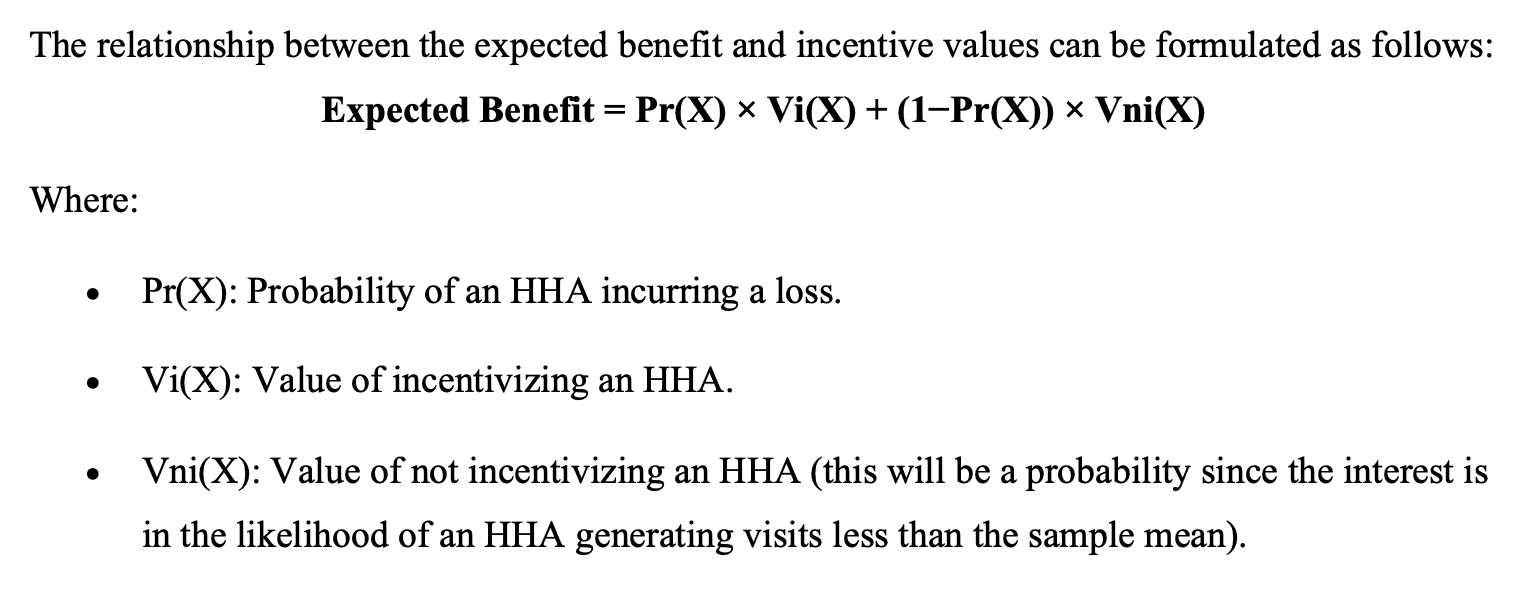 The relationship between the expected benefit and incentive values can be formulated as follows:
Expected Benefit = Pr(X) × Vi(X) + (1−Pr(X)) × Vni(X)
Where:
• Pr(X): Probability of an HHA incurring a loss.
• Vi(X): Value of incentivizing an HHA.
• Vni(X): Value of not incentivizing an HHA (this will be a probability since the interest is
in the likelihood of an HHA generating visits less than the sample mean).